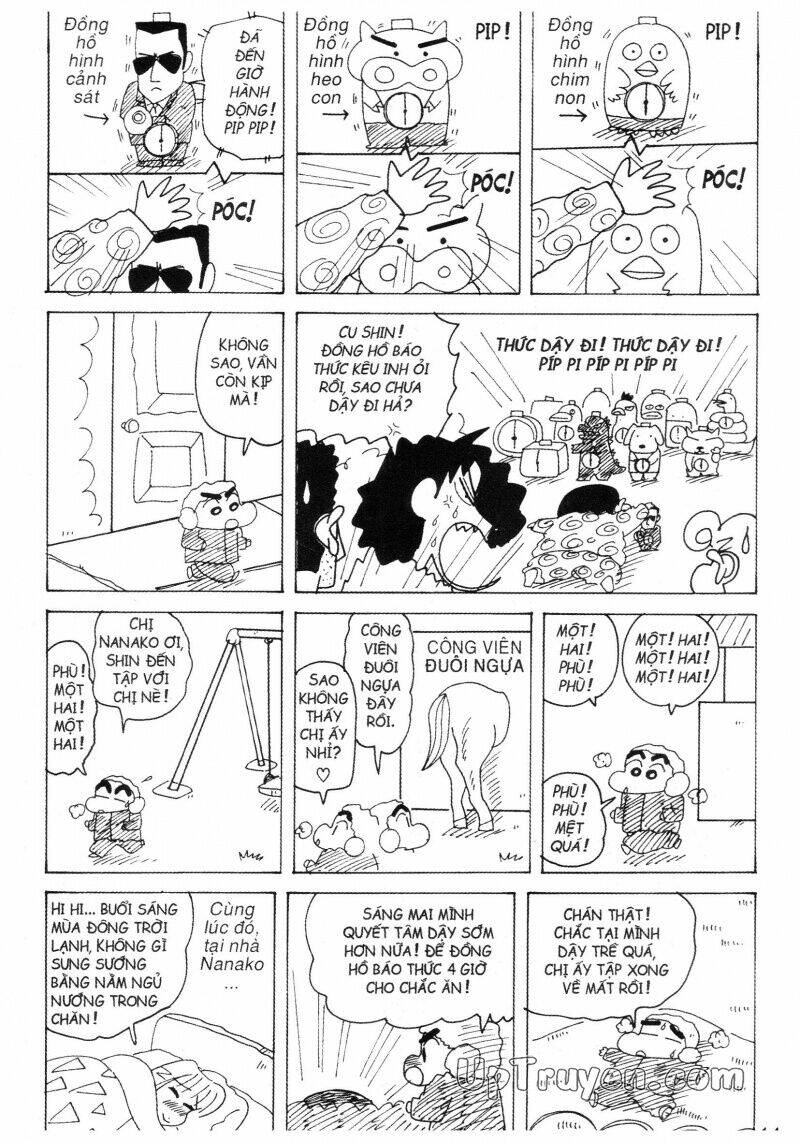 PIP!
Đồng
hồ
hình
chim
non
PÓC!
PIP!
Đồng
hồ
hình
heo
con
PÓC!
ĐÃ
ĐẾN
GIỜ
HÀNH
ĐỘNG!
PIP PIP!
Đồng
hồ
hình
cảnh
sát
PÓC!
THỨC DẬY ĐI! THỨC DẬY ĐI!
PÍP PI PÍP PI PÍP PI
CU SHIN!
ĐỒNG HỒ BÁO
THỨC KÊU INH ỎI
RỒI, SAO CHƯA
DẬY ĐI HẢ?
KHÔNG
SAO, VẪN
CÒN KỊP
MÀ!
MỘT! HAI!
MỘT! HAI!
MỘT! HAI!
MỘT!
HAI!
PHÙ!
PHÙ!
PHÙ!
PHÙ!
MỆT
QUÁ!
CÔNG VIÊN
ĐUÔI NGỰA
CÔNG
VIÊN
ĐUÔI
NGỰA
ĐÂY
RỒI.
SAO
KHÔNG
THẤY
CHỊ ẤY
NHỈ?
♡
CHỊ
NANAKO ƠI,
SHIN ĐẾN
TẬP VỚI
CHỊ NÈ!
PHÙ!
MỘT
HAI!
MỘT
HAI!
CHÁN THẬT!
CHẮC TẠI MÌNH
DẬY TRỄ QUÁ,
CHỊ ẤY TẬP XONG
VỀ MẤT RỒI!
SÁNG MAI MÌNH
QUYẾT TÂM DẬY SỚM
HƠN NỮA! ĐỂ ĐỒNG
HỒ BÁO THỨC 4 GIỜ
CHO CHẮC ĂN!
Cùng
lúc đó,
tại nhà
Nanako
...
HI HI... BUỔI SÁNG
MÙA ĐÔNG TRỜI
LẠNH, KHÔNG GÌ
SUNG SƯỚNG
BẰNG NẰM NGỦ
NƯỚNG TRONG
CHĂN!
UpTruyen.com